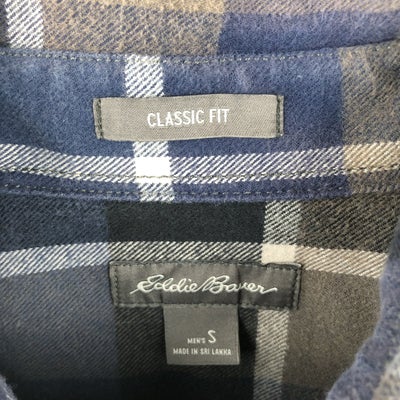 CLASSIC FIT
Eddie Bauer
MEN'S S
MADE IN SRI LANKA